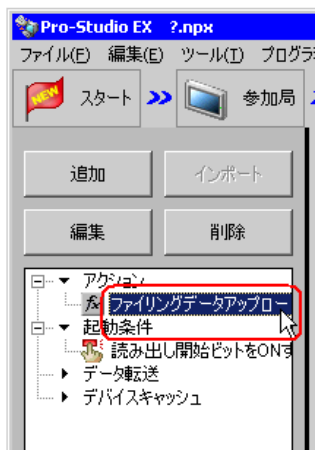 Pro-Studio EX ?.npx
ファイル(F) 編集(E) ツール(T) プログラ
NEW スタート 参加局
追加 インポート
編集 削除
アクション
fx ファイリングデータアップロー
起動条件
読み出し開始ビットをONす
データ転送
デバイスキャッシュ